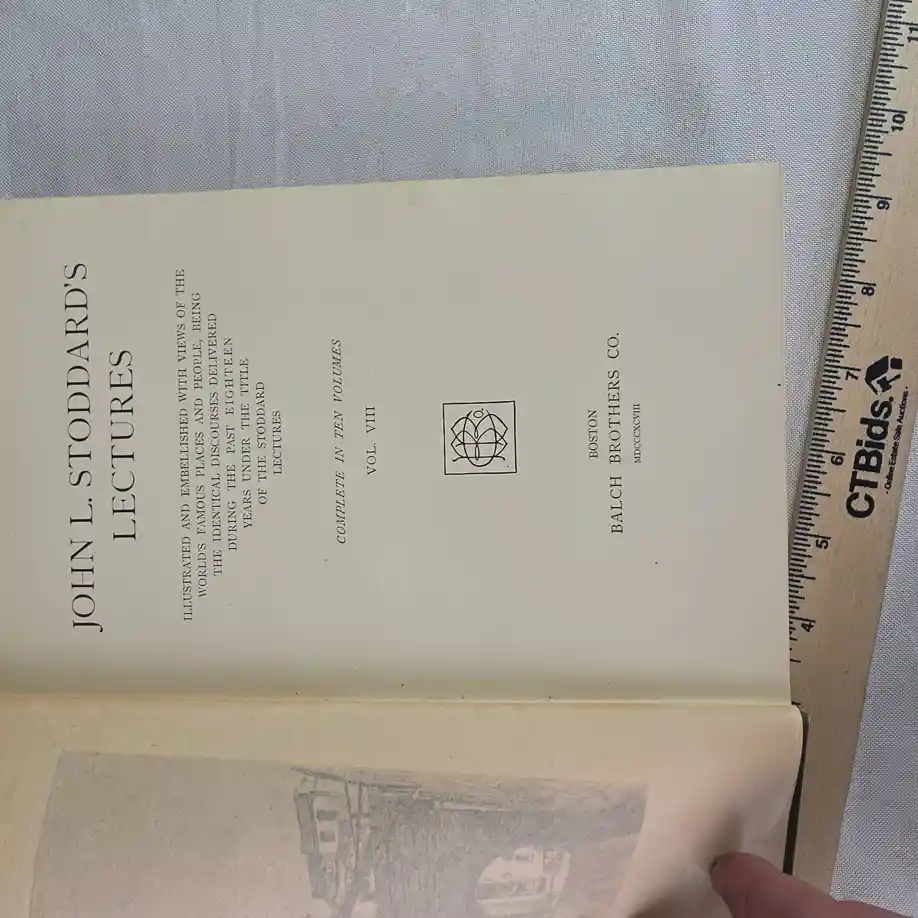 JOHN L. STODDARD'S
LECTURES
ILLUSTRATED AND EMBELLISHED WITH VIEWS OF THE
WORLD'S FAMOUS PLACES AND PEOPLE, BEING
THE IDENTICAL DISCOURSES DELIVERED
DURING THE PAST EIGHTEEN
YEARS UNDER THE TITLE
OF THE STODDARD
LECTURES
COMPLETE IN TEN VOLUMES
VOL. VIII
BOSTON
BALCH BROTHERS CO.
MDCCCXCVIII
4 5 6 7 8 9 10 11
CTBids.
- Online Estate Sale Auctions -